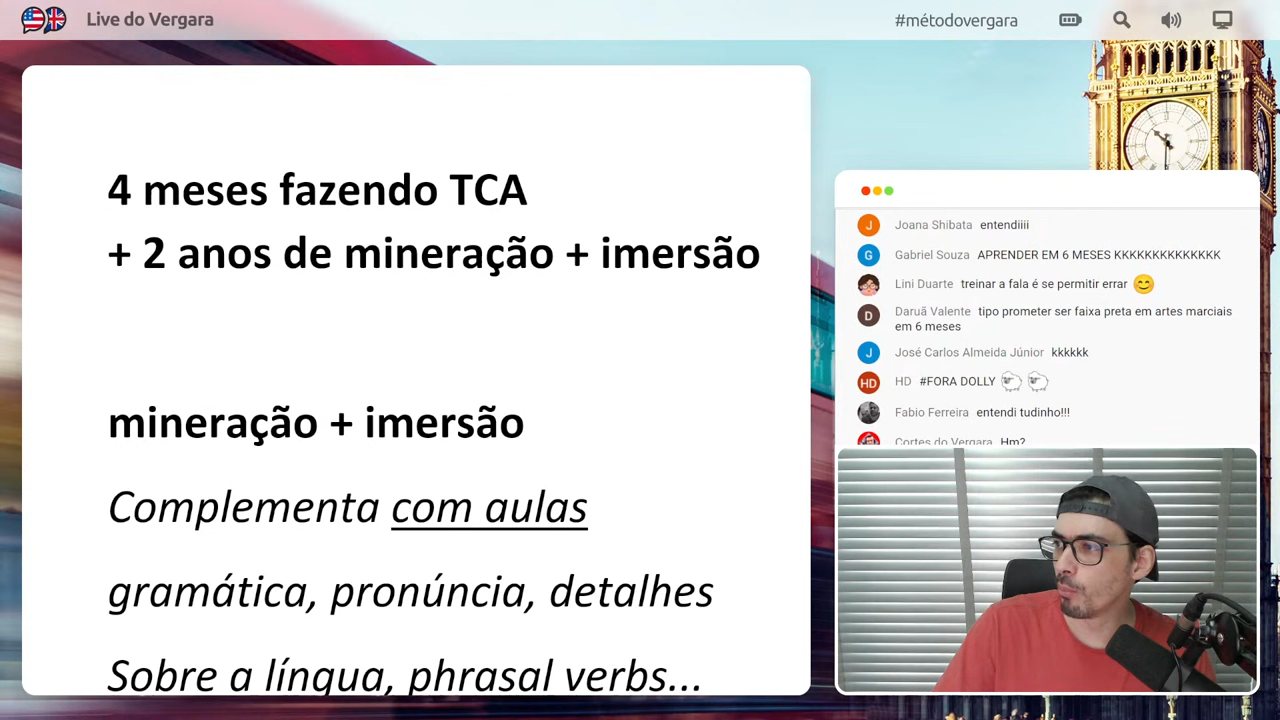 Live do Vergara
#métodovergara
4 meses fazendo TCA
+ 2 anos de mineração + imersão
mineração + imersão
Complementa com aulas
gramática, pronúncia, detalhes
Sobre a língua, phrasal verbs...
Joana Shibata entendiiii
Gabriel Souza APRENDER EM 6 MESES KKKKKKKKKKKKKK
Lini Duarte treinar a fala é se permitir errar 😊
Daruã Valente tipo prometer ser faixa preta em artes marciais
em 6 meses
José Carlos Almeida Júnior kkkkkk
HD #FORA DOLLY 🐑 🐑
Fabio Ferreira entendi tudinho!!!
Cortes do Vergara Hm?